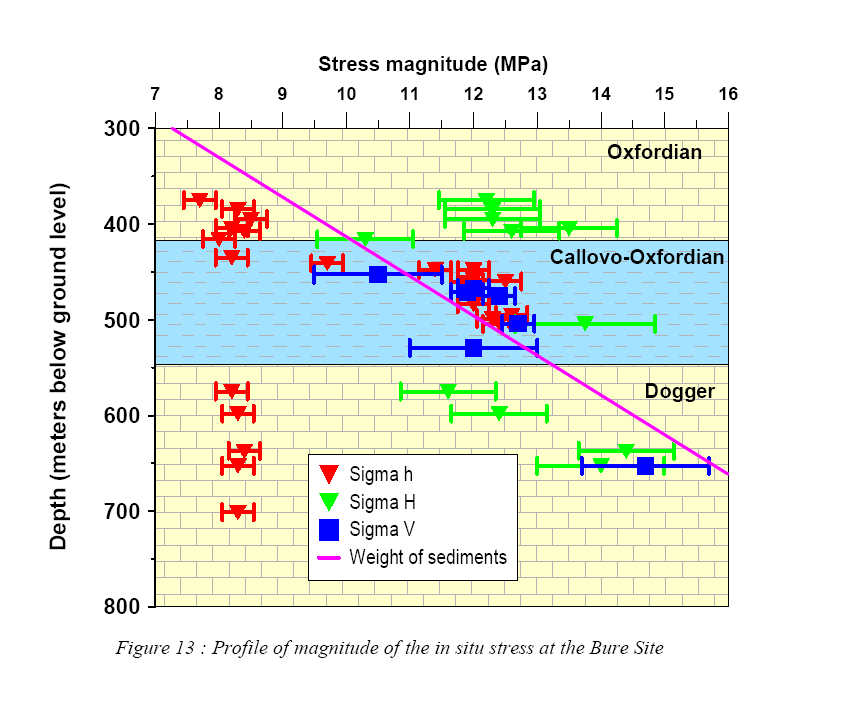 Stress magnitude (MPa)
7 8 9 10 11 12 13 14 15 16
Depth (meters below ground level)
300
400
500
600
700
800
Oxfordian
Callovo-Oxfordian
Dogger
Sigma h
Sigma H
Sigma V
Weight of sediments
Figure 13 : Profile of magnitude of the in situ stress at the Bure Site